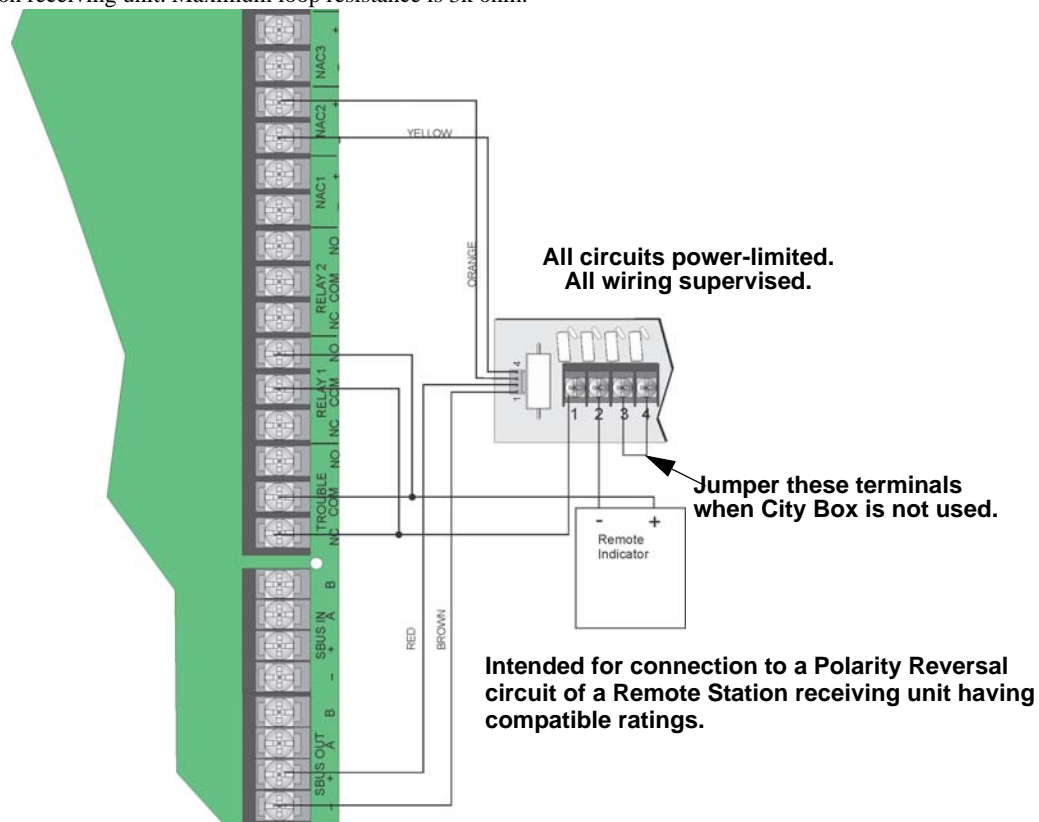 on receiving unit. Maximum loop resistance is 3k ohm.
+
NAC3
–
+
NAC2
YELLOW
+
NAC1
–
NO
RELAY 2
COM
NC
ORANGE
All circuits power-limited.
All wiring supervised.
NO
RELAY 1
COM
NC
4
1
1 2 3 4
NO
TROUBLE
COM
NC
Jumper these terminals
when City Box is not used.
- +
Remote
Indicator
B
SBUS IN
A
+
–
RED
BROWN
Intended for connection to a Polarity Reversal
circuit of a Remote Station receiving unit having
compatible ratings.
B
SBUS OUT
A
+
–